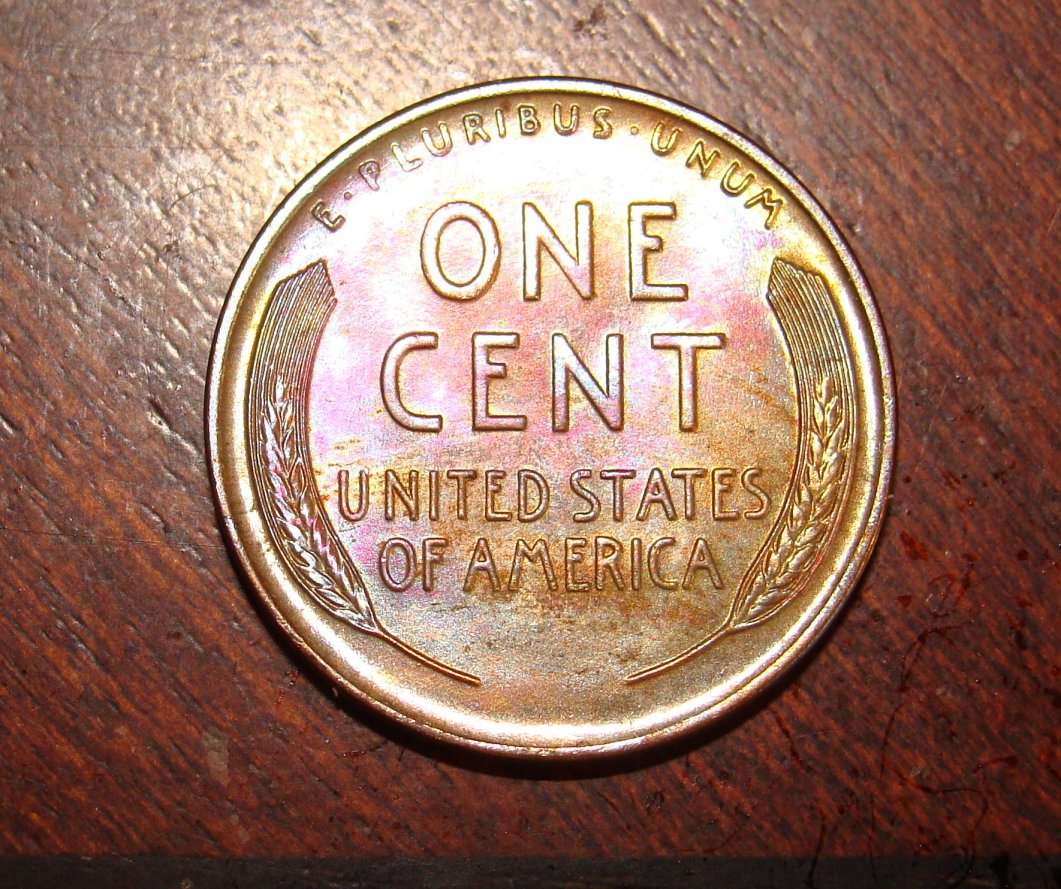 E·PLURIBUS·UNUM
ONE
CENT
UNITED STATES
OF AMERICA